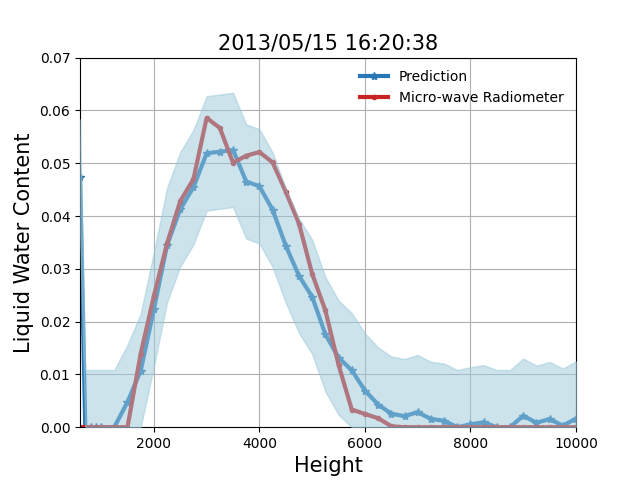 2013/05/15 16:20:38
0.07
0.06
0.05
0.04
0.03
0.02
0.01
0.00
Liquid Water Content
Prediction
Micro-wave Radiometer
2000 4000 6000 8000 10000
Height